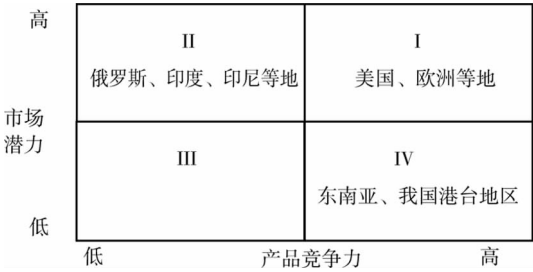 高
II
I
俄罗斯、印度、印尼等地
美国、欧洲等地
市场
潜力
III
IV
东南亚、我国港台地区
低
低
产品竞争力
高